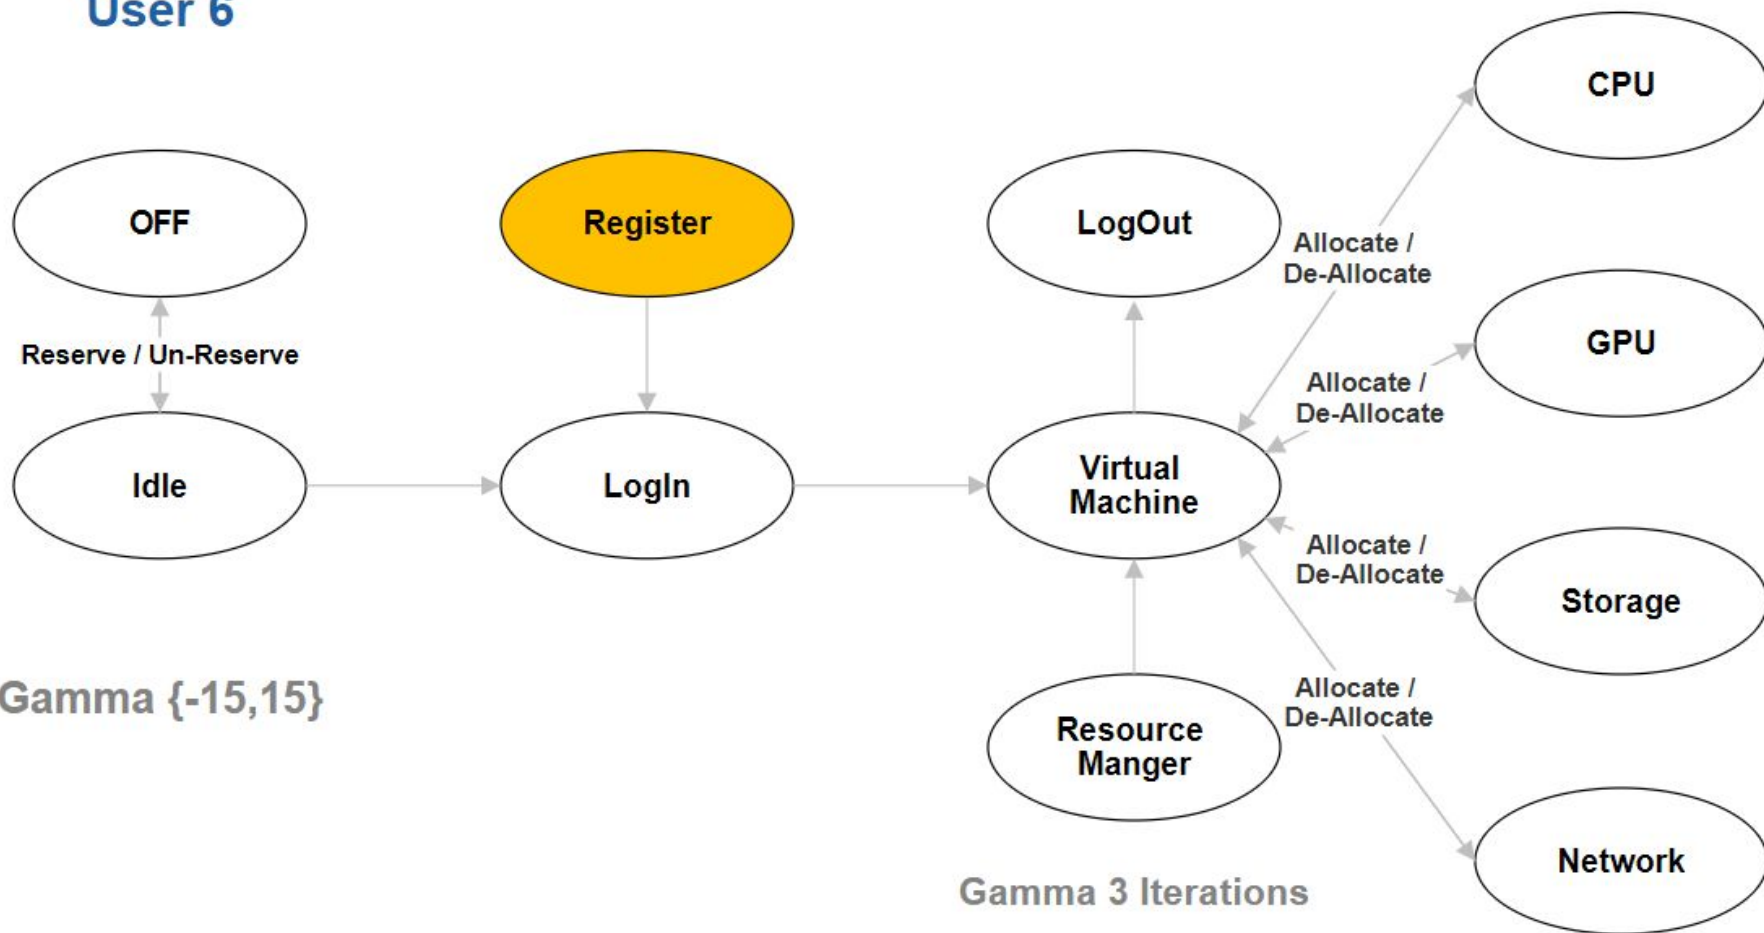 User 6
CPU
OFF
Register
LogOut
Allocate /
De-Allocate
GPU
Reserve / Un-Reserve
Allocate /
De-Allocate
Idle
LogIn
Virtual
Machine
Allocate /
De-Allocate
Storage
Gamma {-15,15}
Allocate /
De-Allocate
Resource
Manger
Network
Gamma 3 Iterations